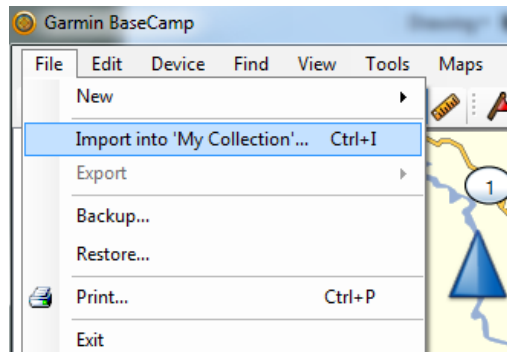 Garmin BaseCamp
File Edit Device Find View Tools Maps
New
Import into 'My Collection'... Ctrl+I
Export
Backup...
Restore...
Print... Ctrl+P
Exit
1